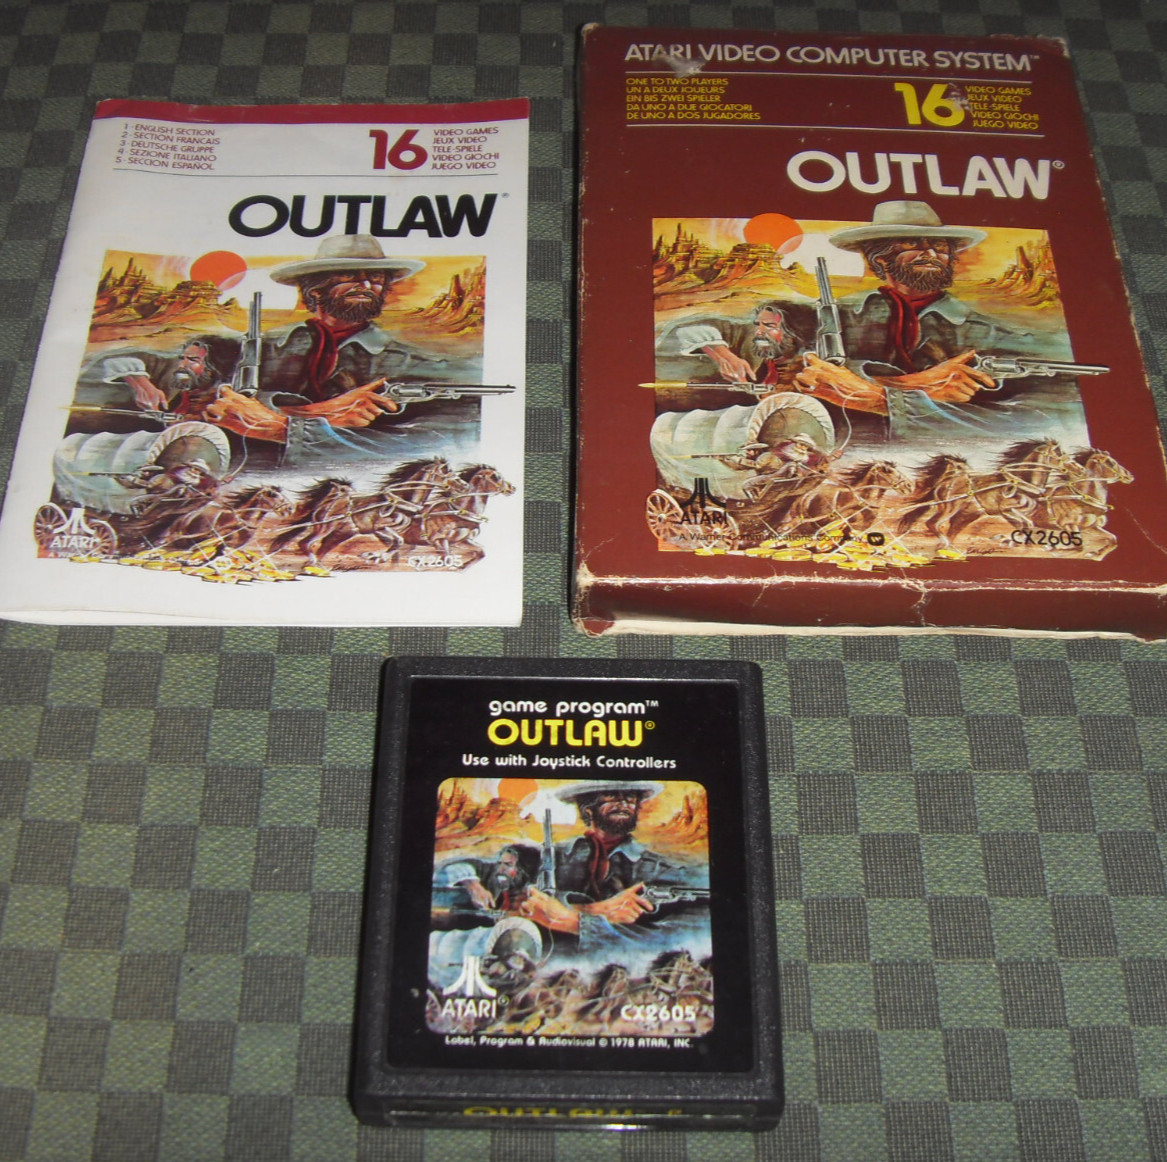 1 - ENGLISH SECTION
2 - SECTION FRANCAIS
3 - DEUTSCHE GRUPPE
4 - SEZIONE ITALIANO
5 - SECCION ESPAÑOL
16
VIDEO GAMES
JEUX VIDEO
TELE-SPIELE
VIDEO GIOCHI
JUEGO VIDEO
OUTLAW®
ATARI
CX2605
ATARI VIDEO COMPUTER SYSTEM™
ONE TO TWO PLAYERS
UN A DEUX JOUEURS
EIN BIS ZWEI SPIELER
DA UNO A DUE GIOCATORI
DE UNO A DOS JUGADORES
16
VIDEO GAMES
JEUX VIDEO
TELE-SPIELE
VIDEO GIOCHI
JUEGO VIDEO
OUTLAW®
ATARI
A Warner Communications Company
CX2605
game program™
OUTLAW®
Use with Joystick Controllers
ATARI®
CX2605
Label, Program & Audiovisual © 1978 ATARI, INC.
OUTLAW